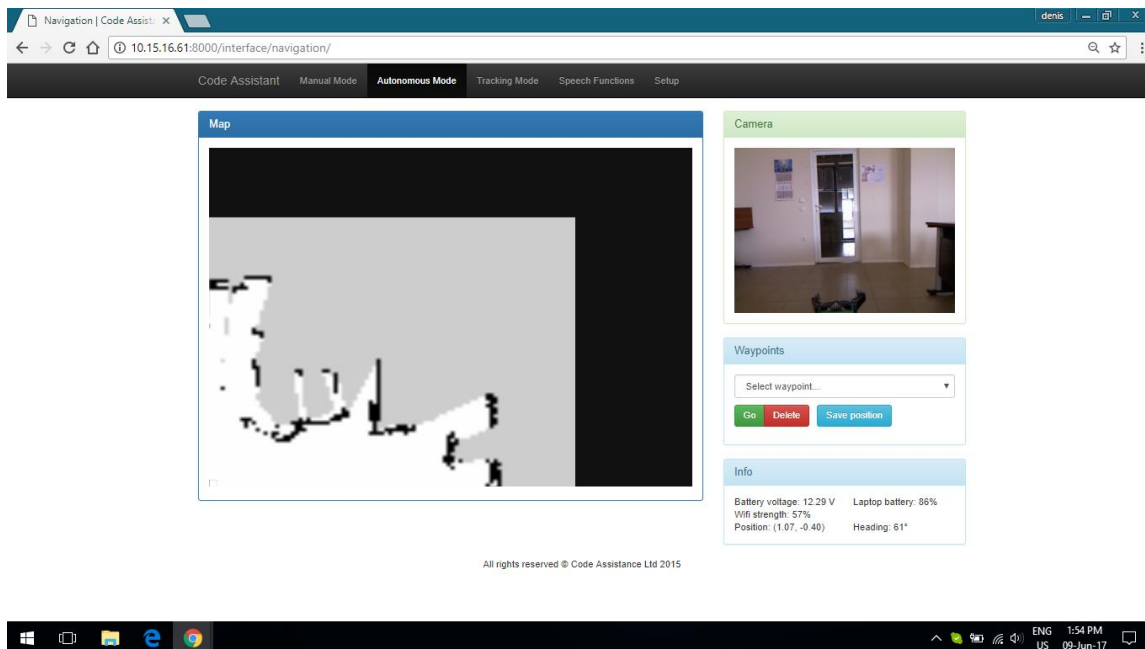 Navigation | Code Assist
denis
10.15.16.61:8000/interface/navigation/
Code Assistant Manual Mode Autonomous Mode Tracking Mode Speech Functions Setup
Map
Camera
Waypoints
Select waypoint...
Go Delete Save position
Info
Battery voltage: 12.29 V Laptop battery: 86%
Wifi strength: 57%
Position: (1.07, -0.40) Heading: 61°
All rights reserved © Code Assistance Ltd 2015
ENG 1:54 PM
US 09-Jun-17